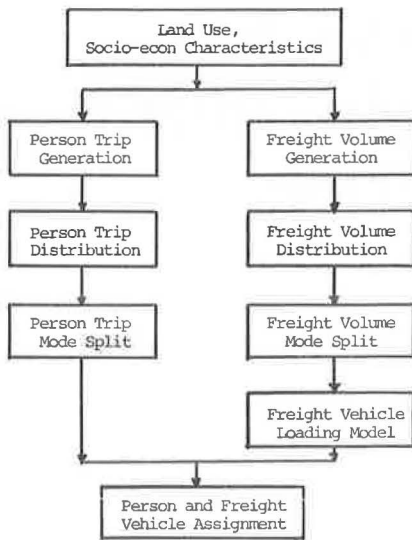 Land Use,
Socio-econ Characteristics
Person Trip
Generation
Freight Volume
Generation
Person Trip
Distribution
Freight Volume
Distribution
Person Trip
Mode Split
Freight Volume
Mode Split
Freight Vehicle
Loading Model
Person and Freight
Vehicle Assignment